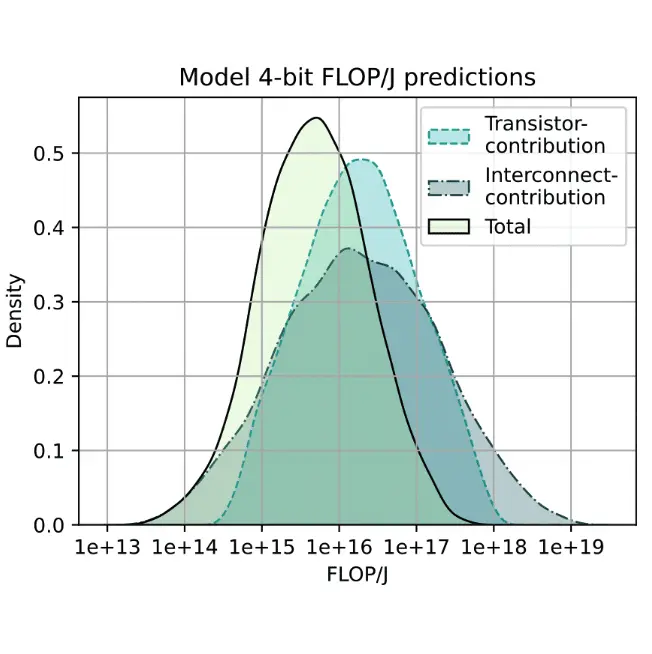 Model 4-bit FLOP/J predictions
Transistor-
contribution
Interconnect-
contribution
Total
Density
0.5
0.4
0.3
0.2
0.1
0.0
1e+13 1e+14 1e+15 1e+16 1e+17 1e+18 1e+19
FLOP/J